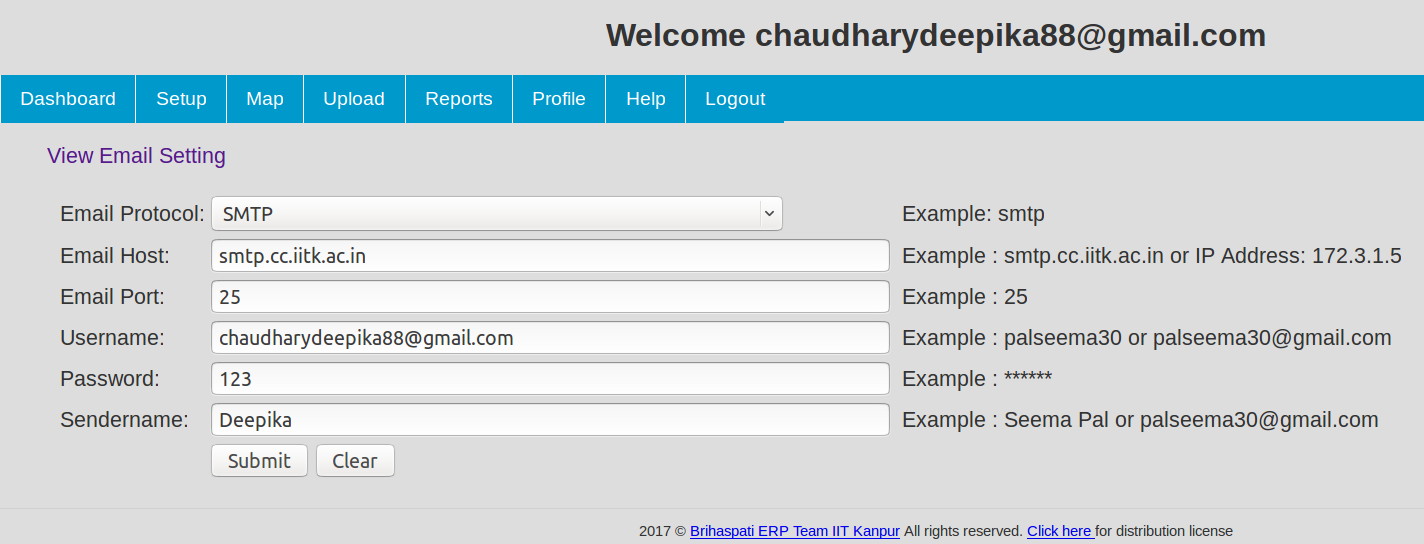 Welcome chaudharydeepika88@gmail.com
Dashboard Setup Map Upload Reports Profile Help Logout
View Email Setting
Email Protocol: SMTP Example: smtp
Email Host: smtp.cc.iitk.ac.in Example : smtp.cc.iitk.ac.in or IP Address: 172.3.1.5
Email Port: 25 Example : 25
Username: chaudharydeepika88@gmail.com Example : palseema30 or palseema30@gmail.com
Password: 123 Example : ******
Sendername: Deepika Example : Seema Pal or palseema30@gmail.com
Submit Clear
2017 © Brihaspati ERP Team IIT Kanpur All rights reserved. Click here for distribution license